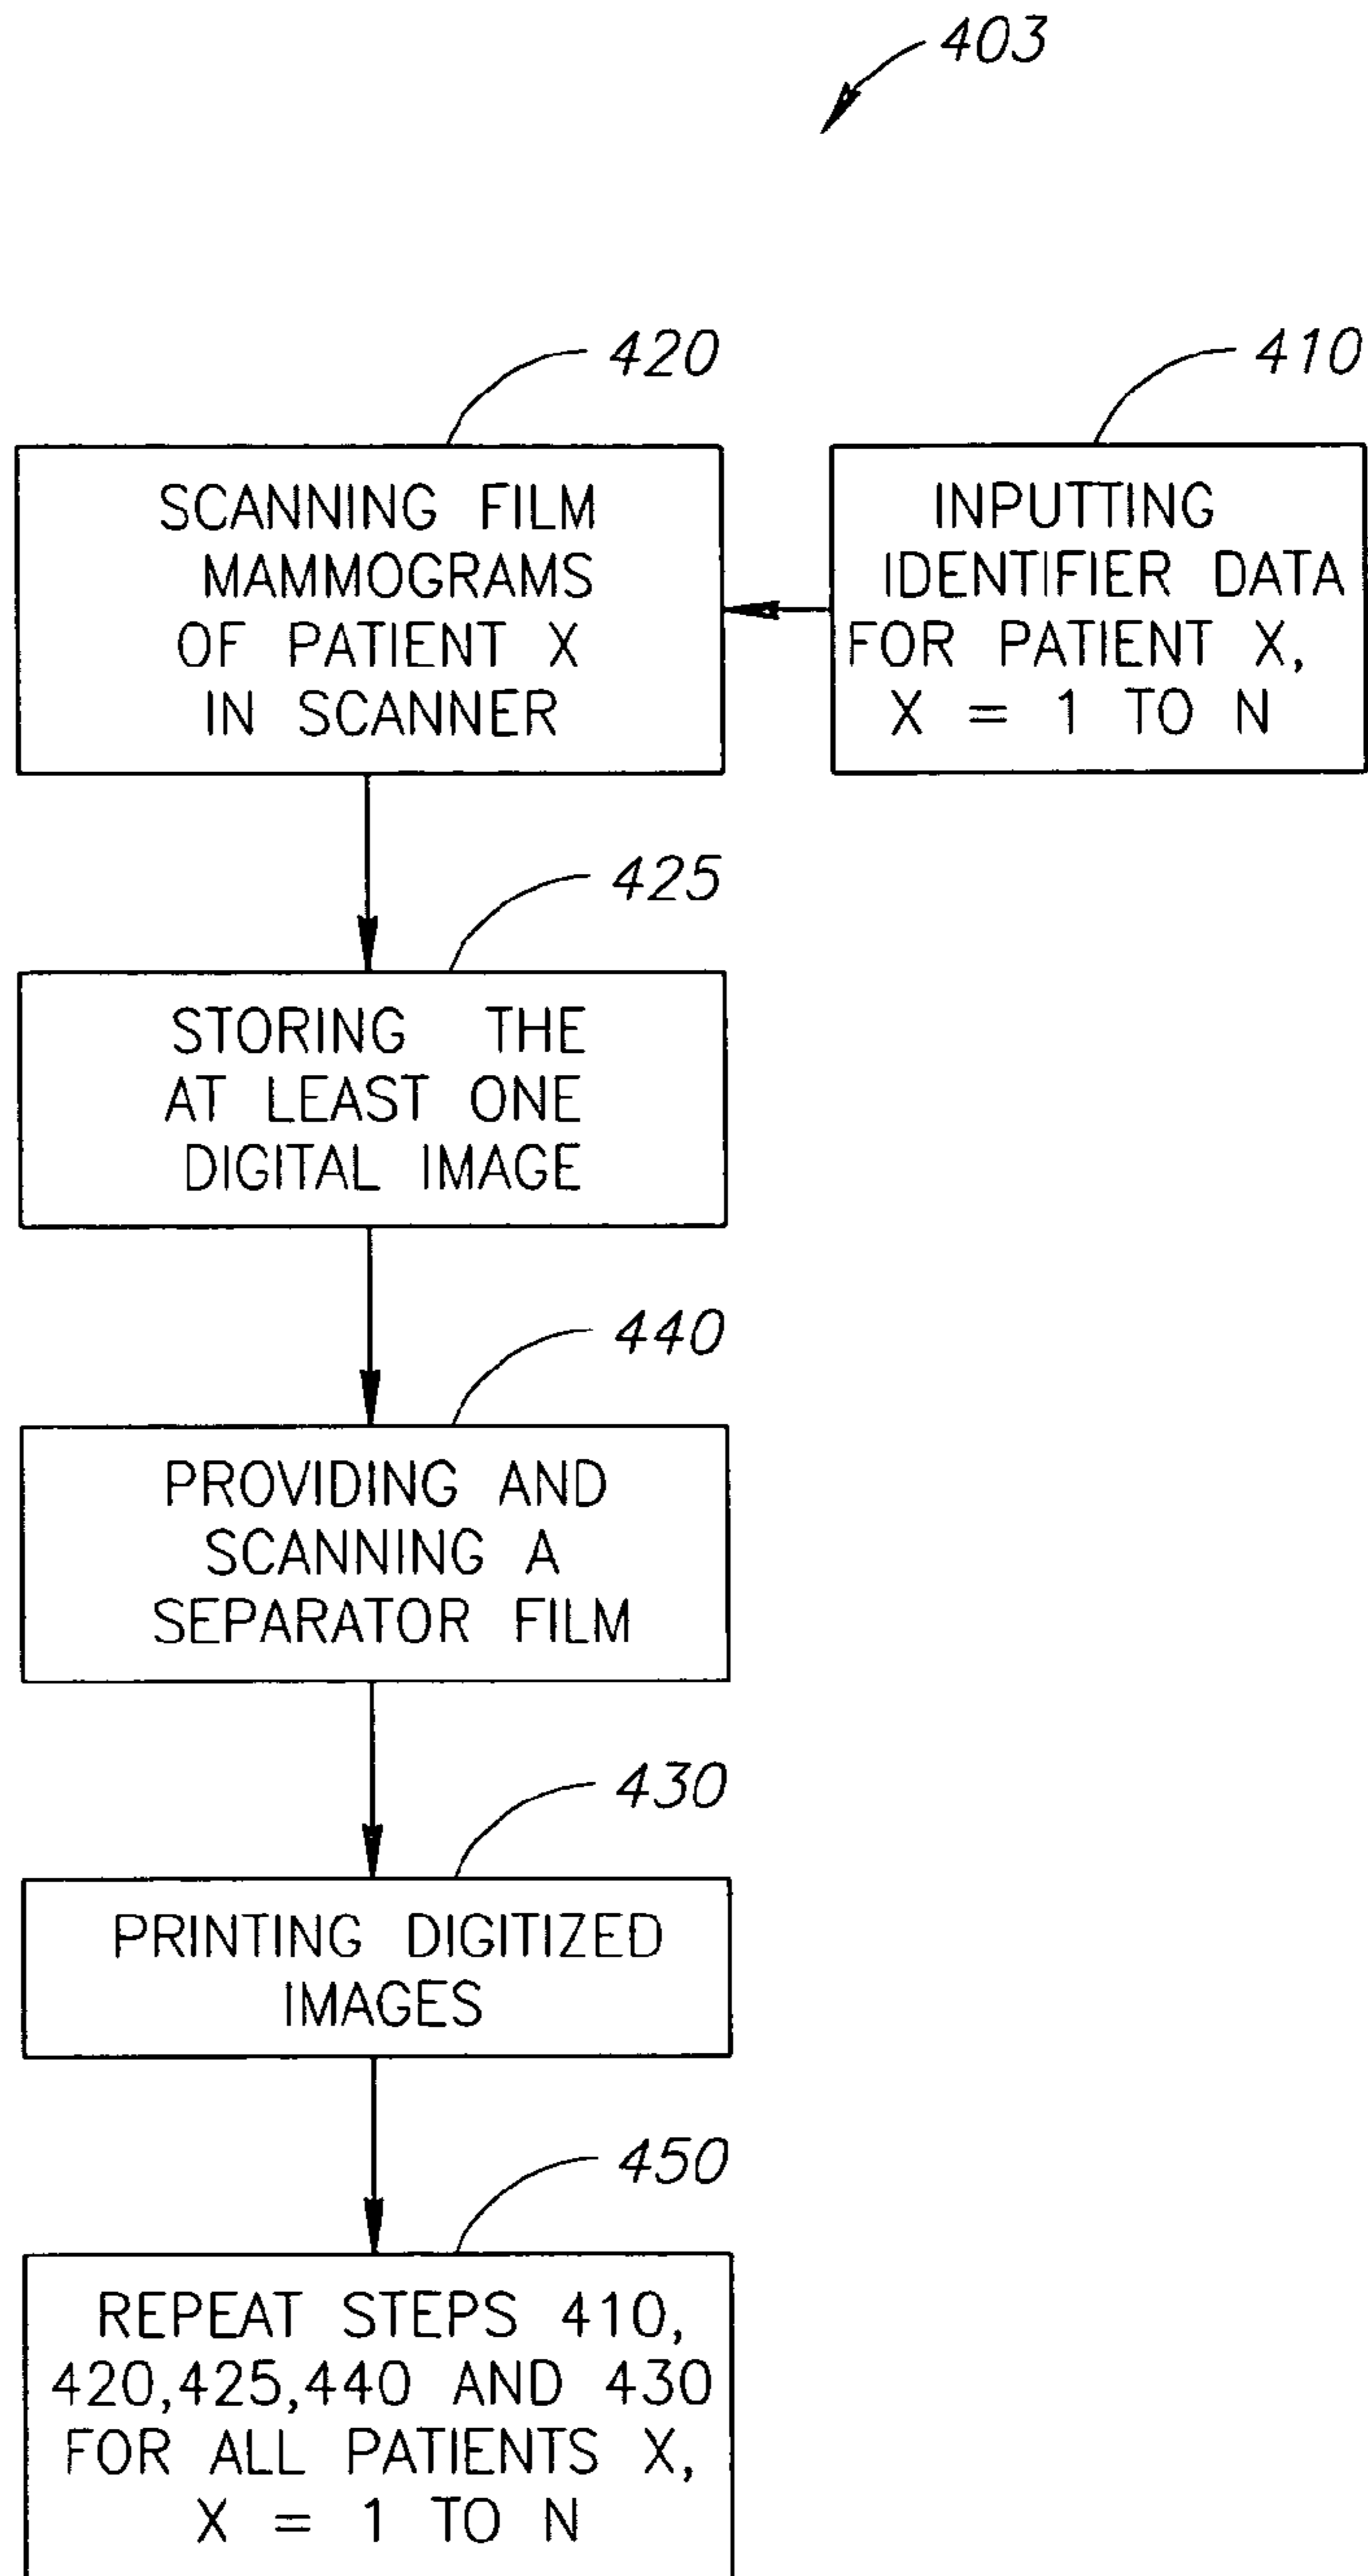 403
420
410
SCANNING FILM
MAMMOGRAMS
OF PATIENT X
IN SCANNER
INPUTTING
IDENTIFIER DATA
FOR PATIENT X,
X = 1 TO N
425
STORING THE
AT LEAST ONE
DIGITAL IMAGE
440
PROVIDING AND
SCANNING A
SEPARATOR FILM
430
PRINTING DIGITIZED
IMAGES
450
REPEAT STEPS 410,
420,425,440 AND 430
FOR ALL PATIENTS X,
X = 1 TO N